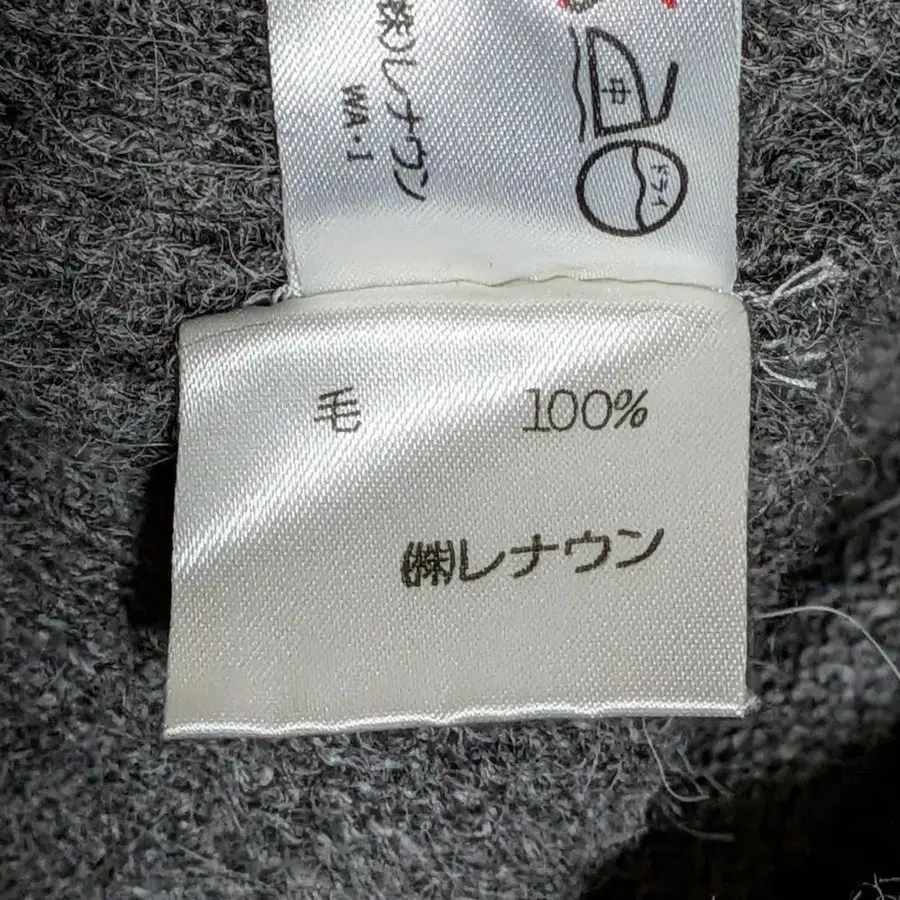 ㈱レナウン
WA・1
中
ドライ
毛 100%
㈱レナウン